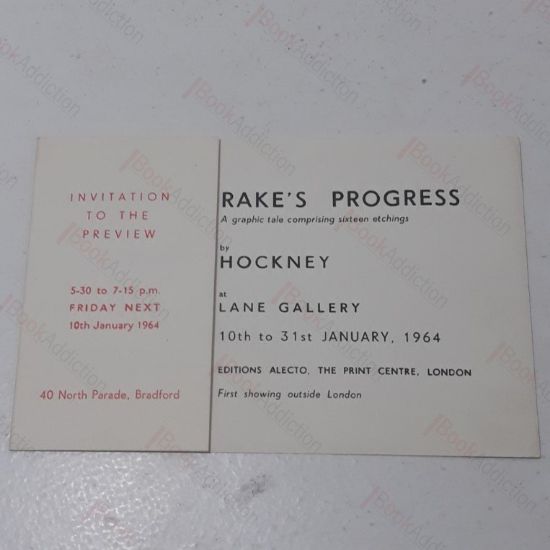 INVITATION
TO THE
PREVIEW
5-30 to 7-15 p.m.
FRIDAY NEXT
10th January 1964
40 North Parade, Bradford
RAKE'S PROGRESS
A graphic tale comprising sixteen etchings
by
HOCKNEY
at
LANE GALLERY
10th to 31st JANUARY, 1964
EDITIONS ALECTO, THE PRINT CENTRE, LONDON
First showing outside London
BookAddiction